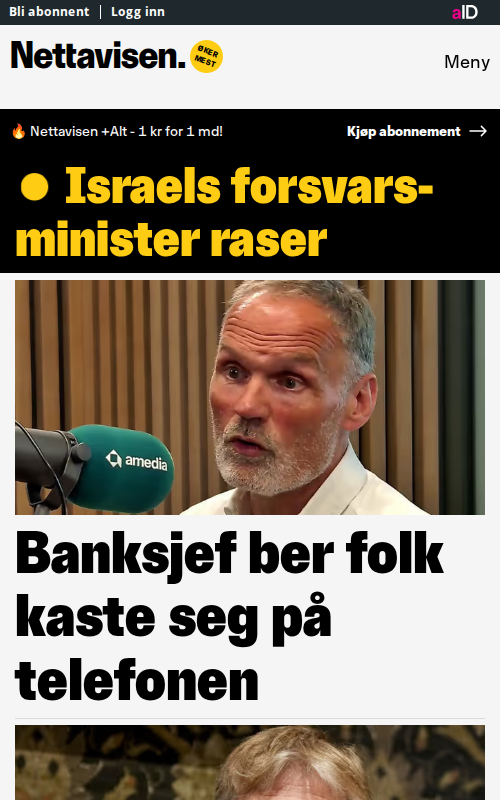 Bli abonnent | Logg inn
aID
Nettavisen.
ØKER
MEST
Meny
🔥 Nettavisen +Alt - 1 kr for 1 md!
Kjøp abonnement →
● Israels forsvars-
minister raser
amedia
Banksjef ber folk
kaste seg på
telefonen